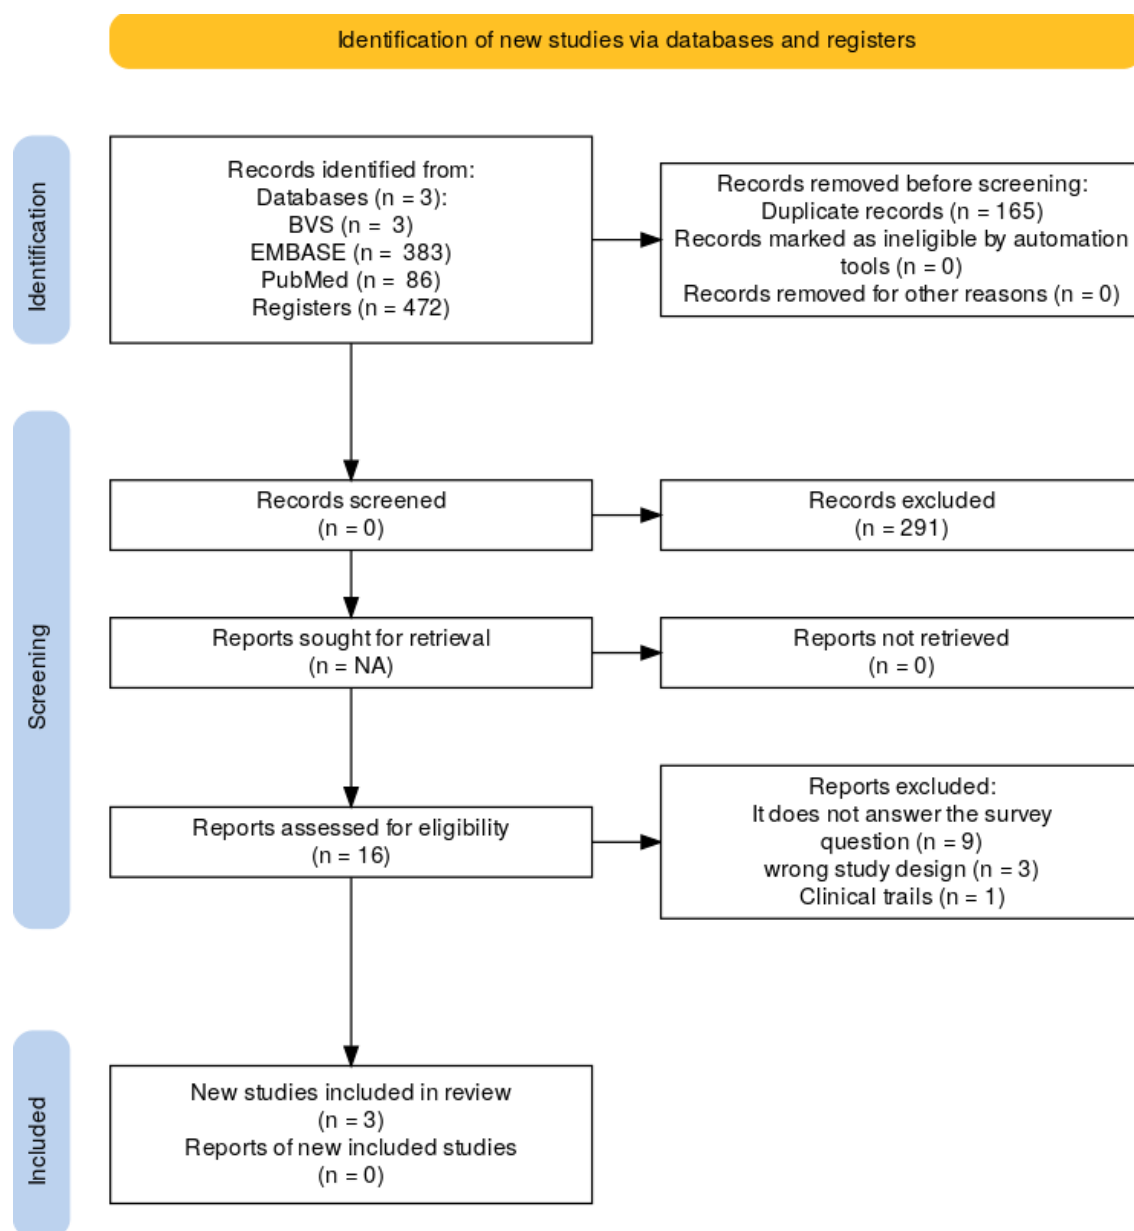 Identification of new studies via databases and registers
Identification
Records identified from:
Databases (n = 3):
BVS (n = 3)
EMBASE (n = 383)
PubMed (n = 86)
Registers (n = 472)
Records removed before screening:
Duplicate records (n = 165)
Records marked as ineligible by automation
tools (n = 0)
Records removed for other reasons (n = 0)
Screening
Records screened
(n = 0)
Records excluded
(n = 291)
Reports sought for retrieval
(n = NA)
Reports not retrieved
(n = 0)
Reports assessed for eligibility
(n = 16)
Reports excluded:
It does not answer the survey
question (n = 9)
wrong study design (n = 3)
Clinical trails (n = 1)
Included
New studies included in review
(n = 3)
Reports of new included studies
(n = 0)